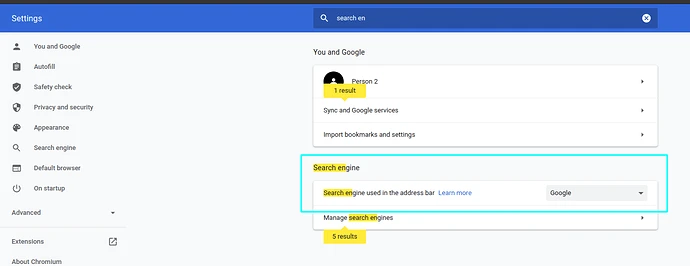 Settings
search en
You and Google
Autofill
Safety check
Privacy and security
Appearance
Search engine
Default browser
On startup
Advanced
Extensions
About Chromium
You and Google
Person 2
1 result
Sync and Google services
Import bookmarks and settings
Search engine
Search engine used in the address bar Learn more
Google
Manage search engines
5 results